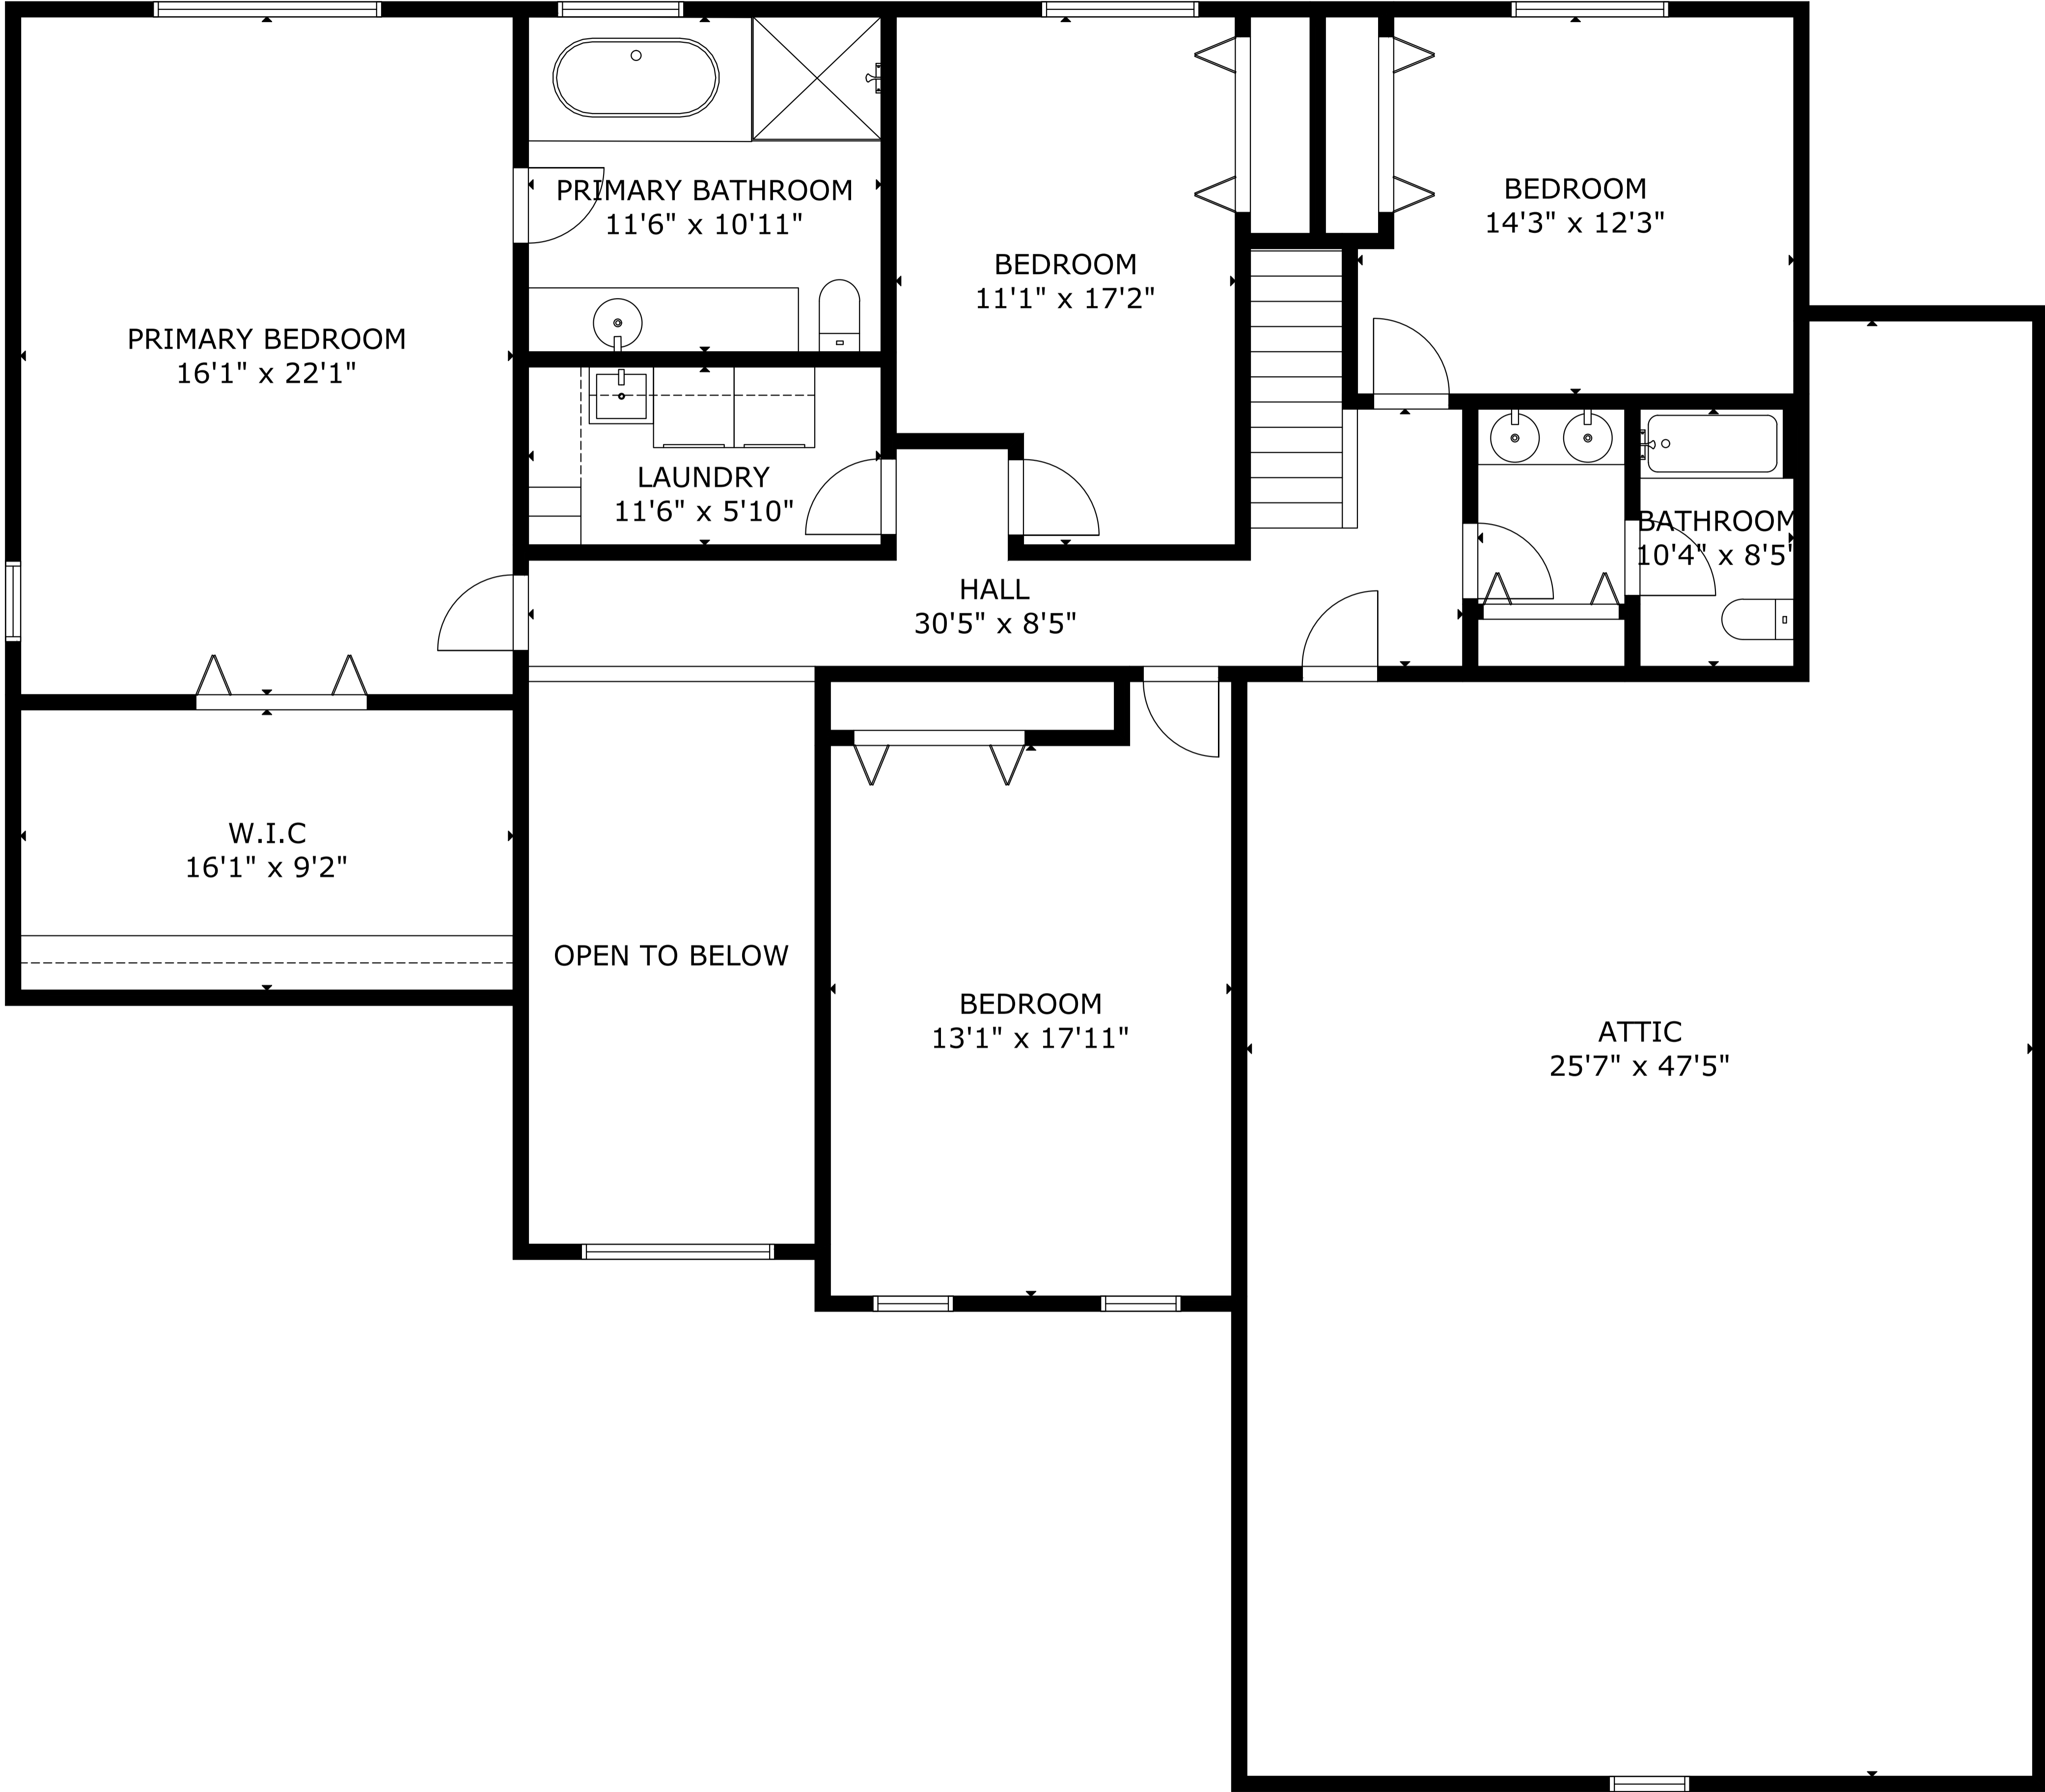 PRIMARY BATHROOM
11'6" x 10'11"
BEDROOM
14'3" x 12'3"
BEDROOM
11'1" x 17'2"
PRIMARY BEDROOM
16'1" x 22'1"
LAUNDRY
11'6" x 5'10"
BATHROOM
10'4" x 8'5"
HALL
30'5" x 8'5"
W.I.C
16'1" x 9'2"
OPEN TO BELOW
BEDROOM
13'1" x 17'11"
ATTIC
25'7" x 47'5"